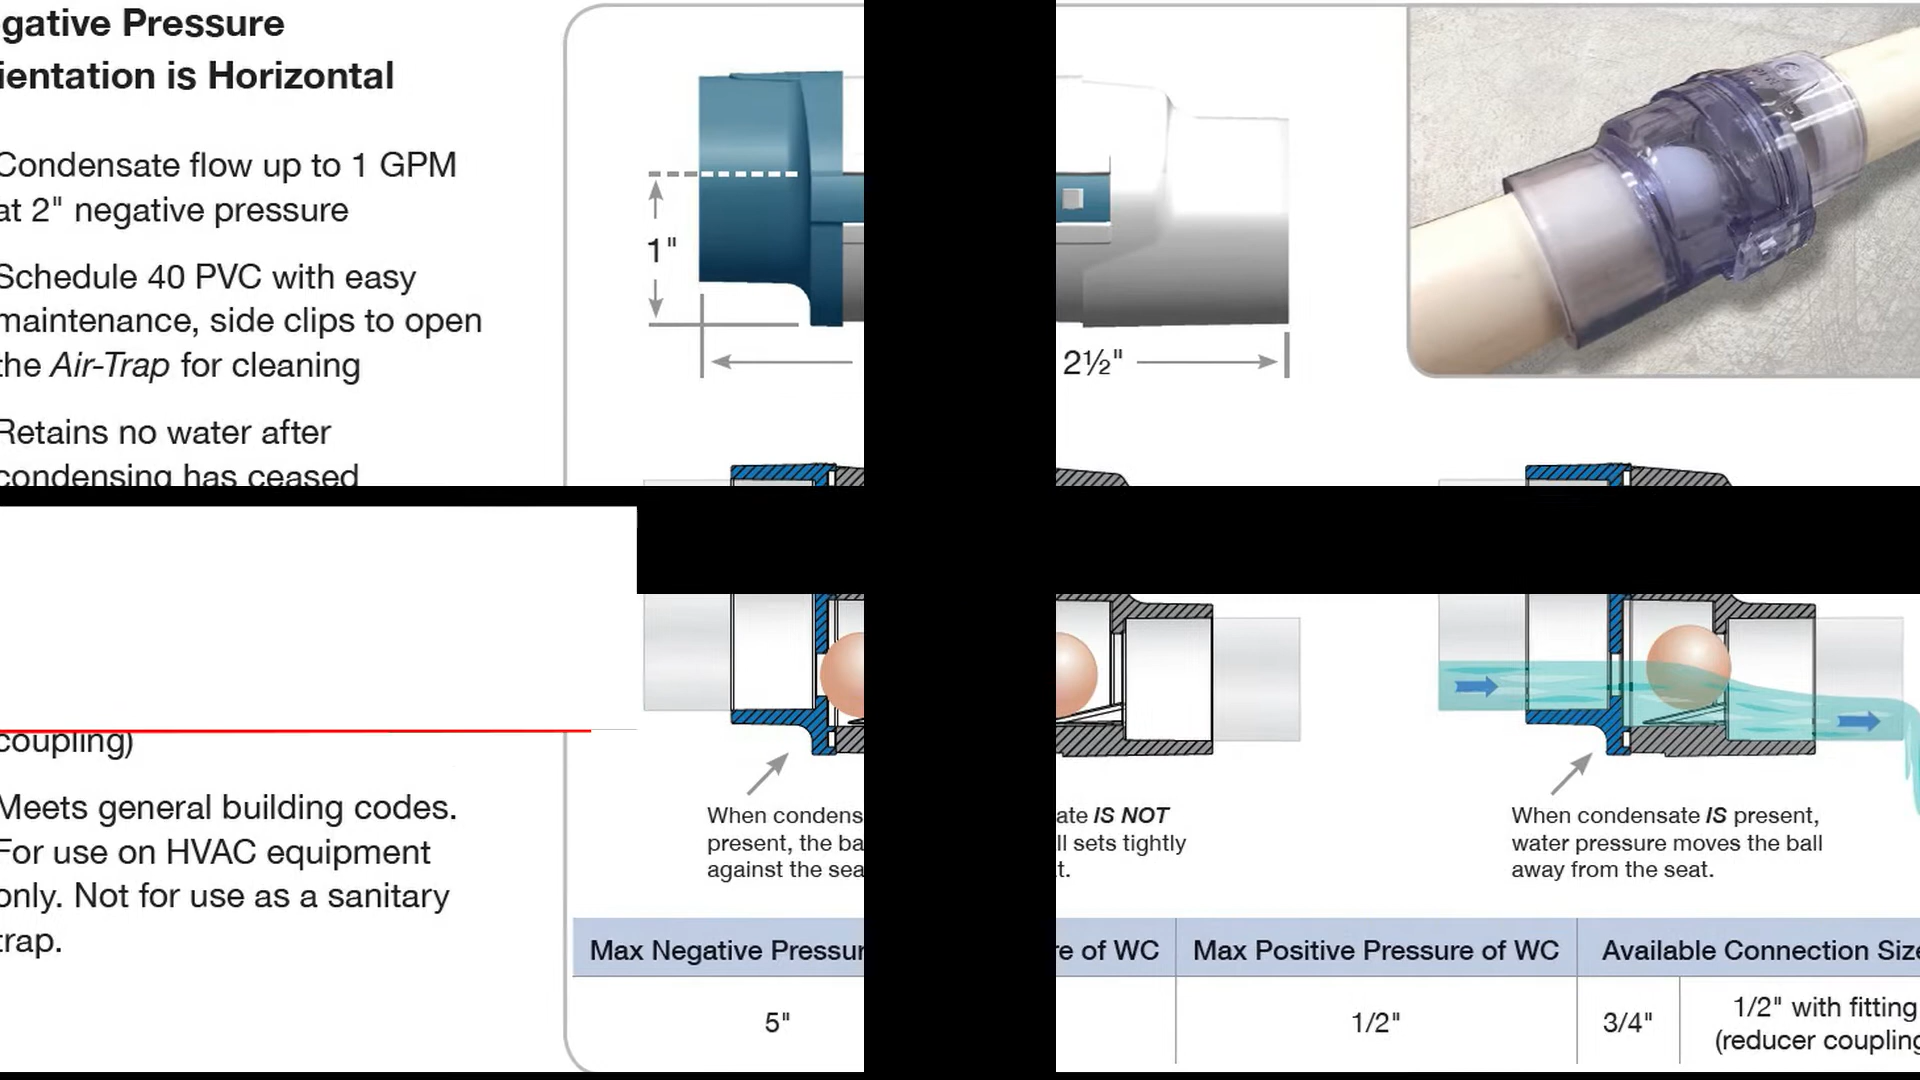 gative Pressure
ientation is Horizontal
Condensate flow up to 1 GPM
at 2" negative pressure
Schedule 40 PVC with easy
maintenance, side clips to open
the Air-Trap for cleaning
Retains no water after
condensing has ceased
coupling)
Meets general building codes.
For use on HVAC equipment
only. Not for use as a sanitary
trap.
1"
2½"
When condens
present, the ba
against the sea
ate IS NOT
ll sets tightly
t.
When condensate IS present,
water pressure moves the ball
away from the seat.
Max Negative Pressur
re of WC
Max Positive Pressure of WC
Available Connection Size
5"
1/2"
3/4"
1/2" with fitting
(reducer coupling